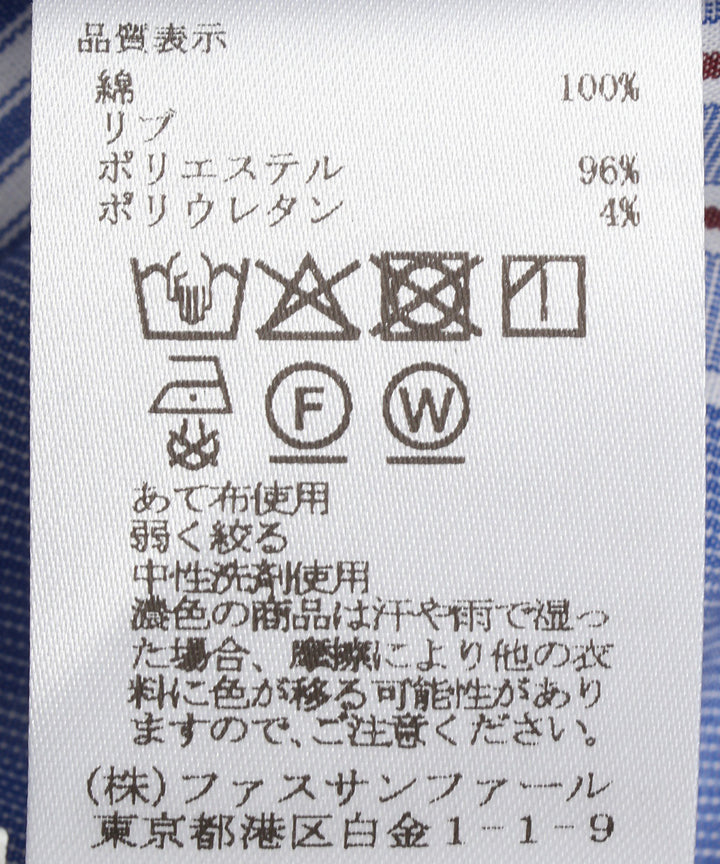 品質表示
綿 100%
リブ
ポリエステル 96%
ポリウレタン 4%
F W
あて布使用
弱く絞る
中性洗剤使用
濃色の商品は汗や雨で湿っ
た場合、摩擦により他の衣
料に色が移る可能性があり
ますので、ご注意ください。
(株)ファスサンファール
東京都港区白金1-1-9